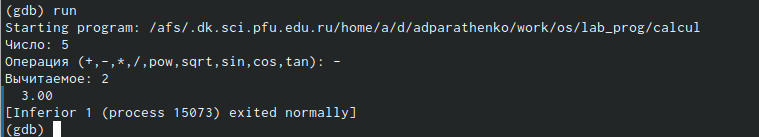 (gdb) run
Starting program: /afs/.dk.sci.pfu.edu.ru/home/a/d/adparathenko/work/os/lab_prog/calcul
Число: 5
Операция (+,-,*,/,pow,sqrt,sin,cos,tan): -
Вычитаемое: 2
  3.00
[Inferior 1 (process 15073) exited normally]
(gdb)